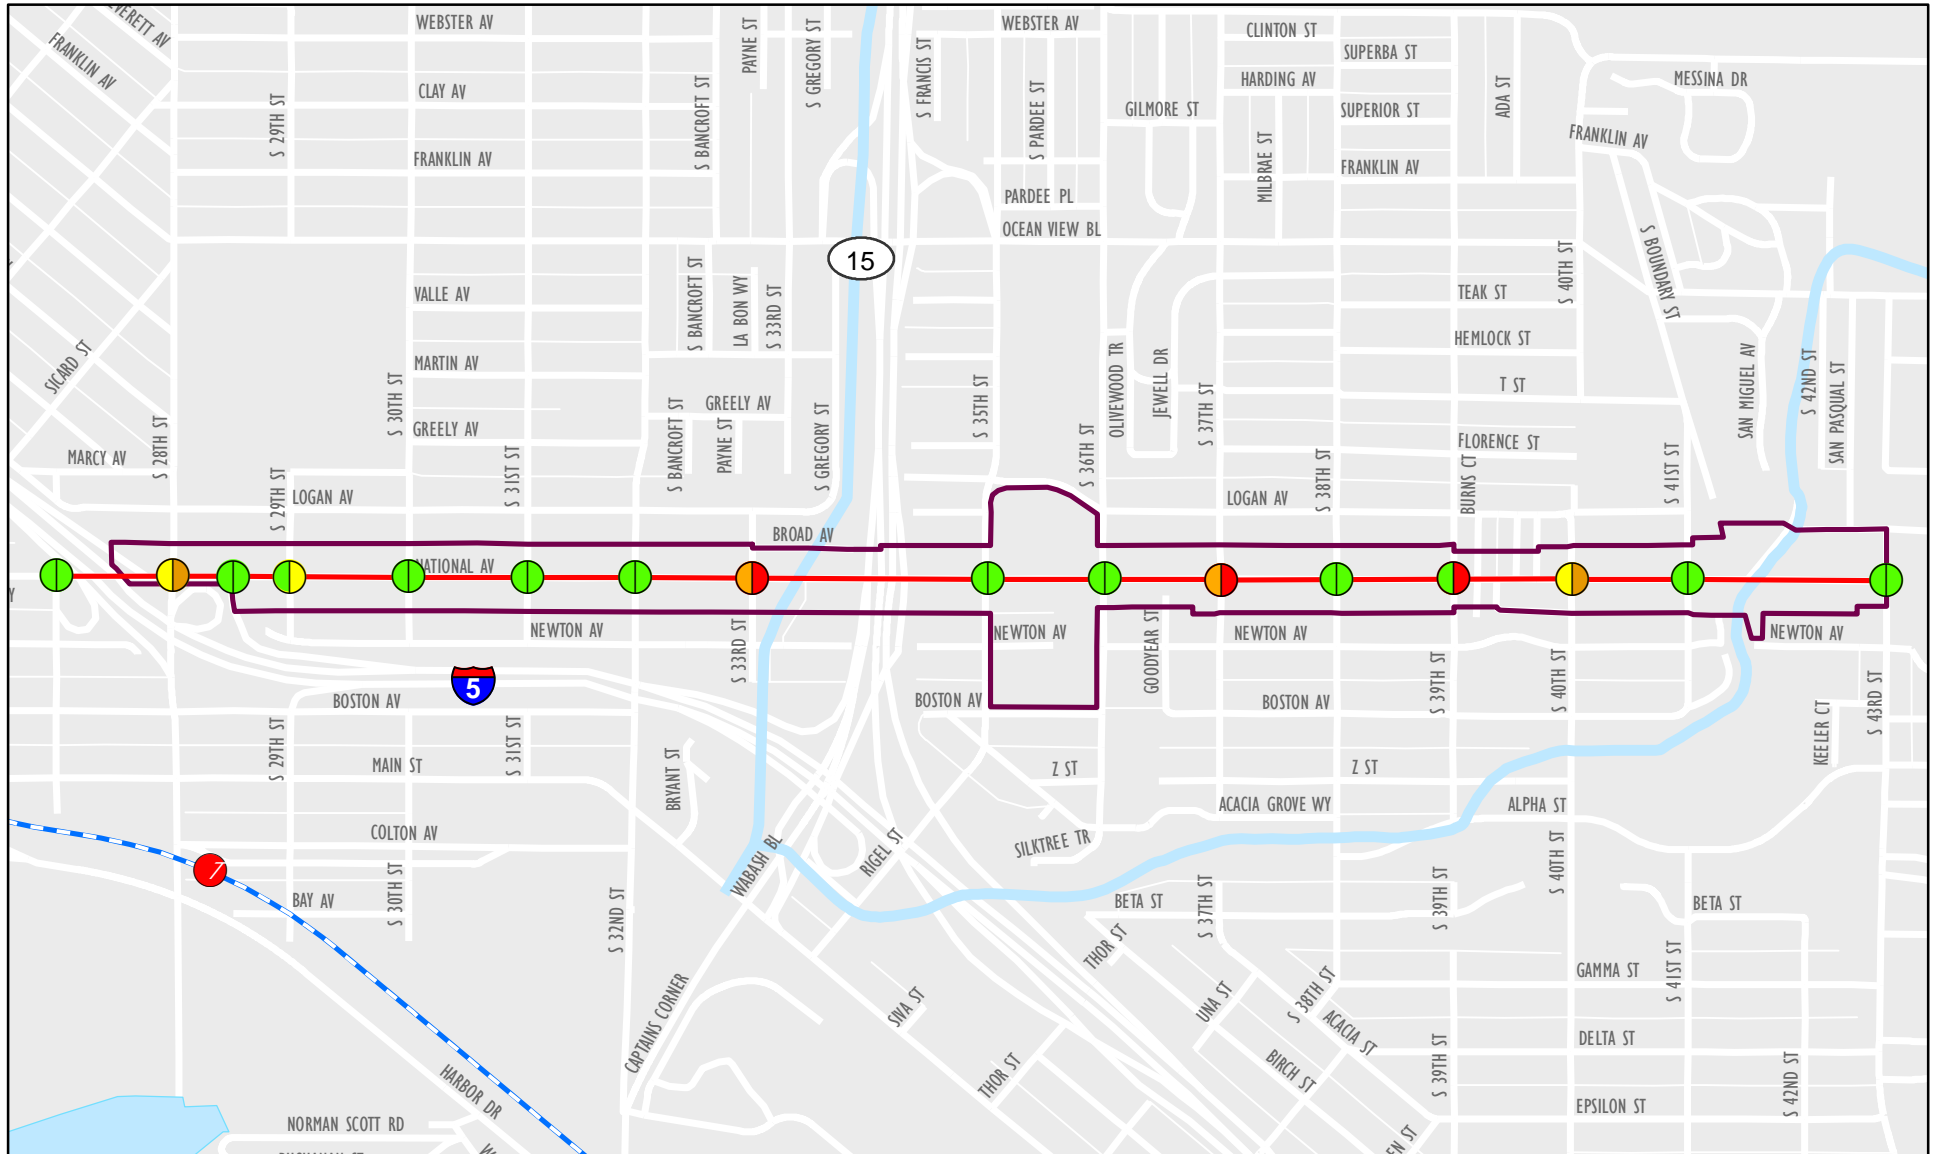 EVERETT AV
WEBSTER AV
PAYNE ST
S GREGORY ST
S FRANCIS ST
WEBSTER AV
CLINTON ST
SUPERBA ST
FRANKLIN AV
CLAY AV
S 29TH ST
S BANCROFT ST
S PARDEE ST
GILMORE ST
HARDING AV
SUPERIOR ST
ADA ST
MESSINA DR
FRANKLIN AV
FRANKLIN AV
MILBRAE ST
FRANKLIN AV
PARDEE PL
OCEAN VIEW BL
15
S BOUNDARY ST
S 40TH ST
VALLE AV
S BANCROFT ST
LA BON WY
S 33RD ST
TEAK ST
HEMLOCK ST
SICARD ST
MARTIN AV
S 30TH ST
OLIVEWOOD TR
JEWELL DR
T ST
SAN MIGUEL AV
S 42ND ST
SAN PASQUAL ST
S 28TH ST
GREELY AV
GREELY AV
S BANCROFT ST
PAYNE ST
S GREGORY ST
S 35TH ST
S 36TH ST
S 37TH ST
FLORENCE ST
MARCY AV
S 29TH ST
LOGAN AV
S 31ST ST
LOGAN AV
S 38TH ST
BURNS CT
S 41ST ST
BROAD AV
NATIONAL AV
Y
NEWTON AV
S 33RD ST
NEWTON AV
GOODYEAR ST
NEWTON AV
S 39TH ST
S 40TH ST
NEWTON AV
5
BOSTON AV
BOSTON AV
BOSTON AV
S 43RD ST
KEELER CT
S 29TH ST
MAIN ST
S 31ST ST
BRYANT ST
Z ST
Z ST
ACACIA GROVE WY
ALPHA ST
COLTON AV
WABASH BL
RIGEL ST
SILKTREE TR
S 40TH ST
7
BAY AV
S 30TH ST
S 32ND ST
BETA ST
S 37TH ST
S 39TH ST
BETA ST
THOR ST
S 41ST ST
GAMMA ST
CAPTAINS CORNER
SIVA ST
UNA ST
S 38TH ST
ACACIA ST
DELTA ST
HARBOR DR
THOR ST
BIRCH ST
S 39TH ST
S 42ND ST
NORMAN SCOTT RD
EPSILON ST
EN ST